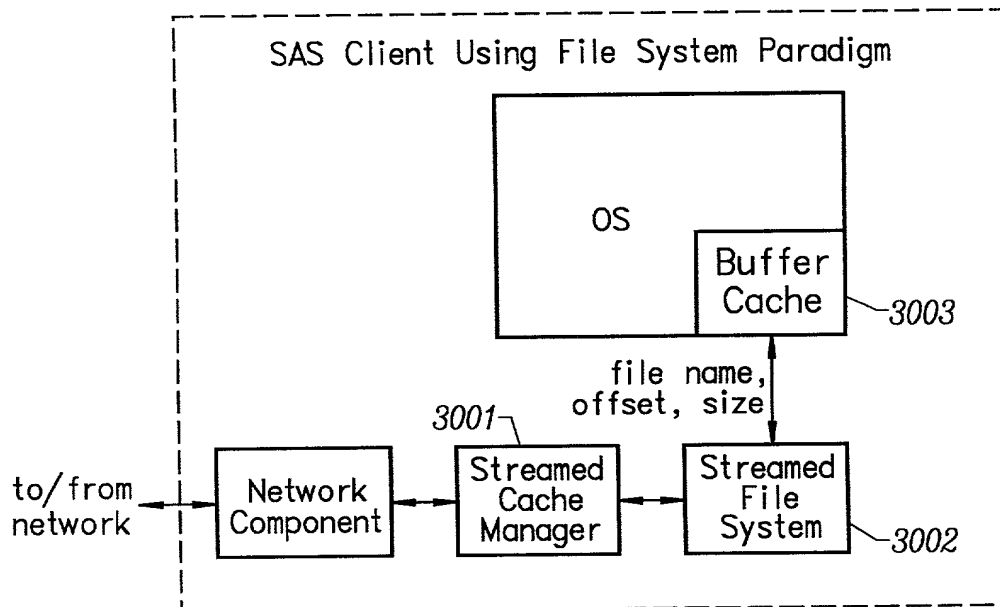 SAS Client Using File System Paradigm
OS
Buffer
Cache
3003
file name,
offset, size
3001
to/from
network
Network
Component
Streamed
Cache
Manager
Streamed
File
System
3002